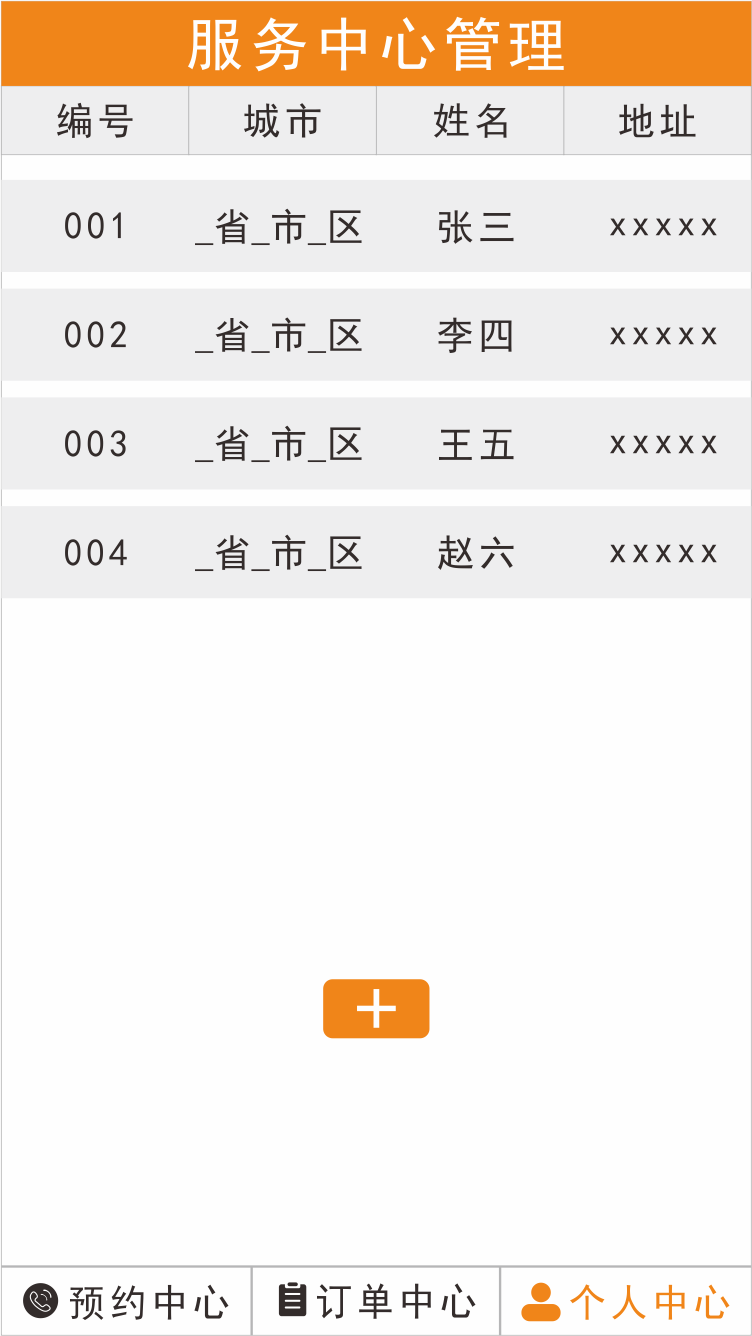 服务中心管理
编号 城市 姓名 地址
001 _省_市_区 张三 xxxxx
002 _省_市_区 李四 xxxxx
003 _省_市_区 王五 xxxxx
004 _省_市_区 赵六 xxxxx
+
预约中心 订单中心 个人中心